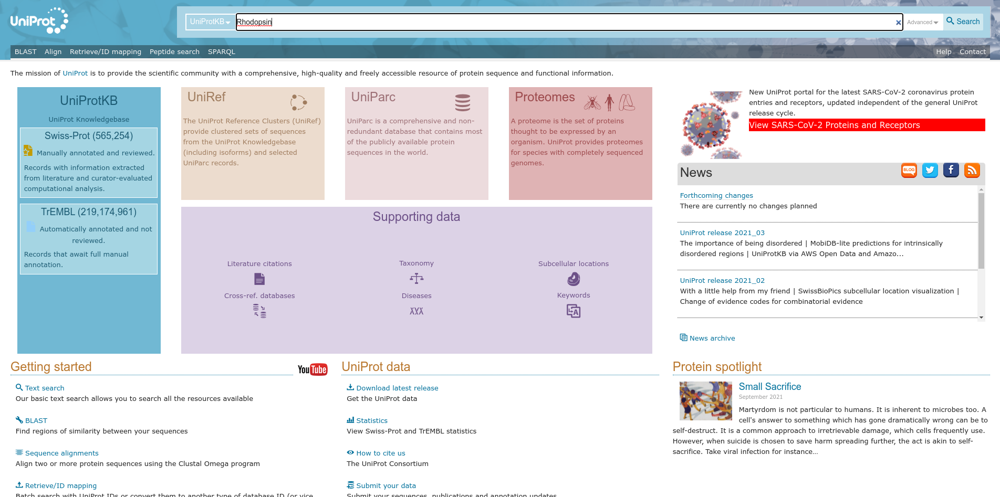 UniProt
UniProtKB
Rhodopsin
Advanced
Search
BLAST Align Retrieve/ID mapping Peptide search SPARQL
Help Contact
The mission of UniProt is to provide the scientific community with a comprehensive, high-quality and freely accessible resource of protein sequence and functional information.
UniProtKB
UniProt Knowledgebase
Swiss-Prot (565,254)
Manually annotated and reviewed.
Records with information extracted
from literature and curator-evaluated
computational analysis.
TrEMBL (219,174,961)
Automatically annotated and not
reviewed.
Records that await full manual
annotation.
UniRef
The UniProt Reference Clusters (UniRef)
provide clustered sets of sequences
from the UniProt Knowledgebase
(including isoforms) and selected
UniParc records.
UniParc
UniParc is a comprehensive and non-
redundant database that contains most
of the publicly available protein
sequences in the world.
Proteomes
A proteome is the set of proteins
thought to be expressed by an
organism. UniProt provides proteomes
for species with completely sequenced
genomes.
Supporting data
Literature citations
Taxonomy
Subcellular locations
Cross-ref. databases
Diseases
Keywords
A
New UniProt portal for the latest SARS-CoV-2 coronavirus protein
entries and receptors, updated independent of the general UniProt
release cycle.
View SARS-CoV-2 Proteins and Receptors
News
BLOG
Forthcoming changes
There are currently no changes planned
UniProt release 2021_03
The importance of being disordered | MobiDB-lite predictions for intrinsically
disordered regions | UniProtKB via AWS Open Data and Amazo...
UniProt release 2021_02
With a little help from my friend | SwissBioPics subcellular location visualization |
Change of evidence codes for combinatorial evidence
News archive
Getting started
YouTube
Text search
Our basic text search allows you to search all the resources available
BLAST
Find regions of similarity between your sequences
Sequence alignments
Align two or more protein sequences using the Clustal Omega program
Retrieve/ID mapping
Batch search with UniProt IDs or convert them to another type of database ID (or vice
UniProt data
Download latest release
Get the UniProt data
Statistics
View Swiss-Prot and TrEMBL statistics
How to cite us
The UniProt Consortium
Submit your data
Submit your sequences, publications and annotation updates
Protein spotlight
Small Sacrifice
September 2021
Martyrdom is not particular to humans. It is inherent to microbes too. A
cell's answer to something which has gone dramatically wrong can be to
self-destruct. It is a common approach to irretrievable damage, which cells frequently use.
However, when suicide is chosen to save harm spreading further, the act is akin to self-
sacrifice. Take viral infection for instance…